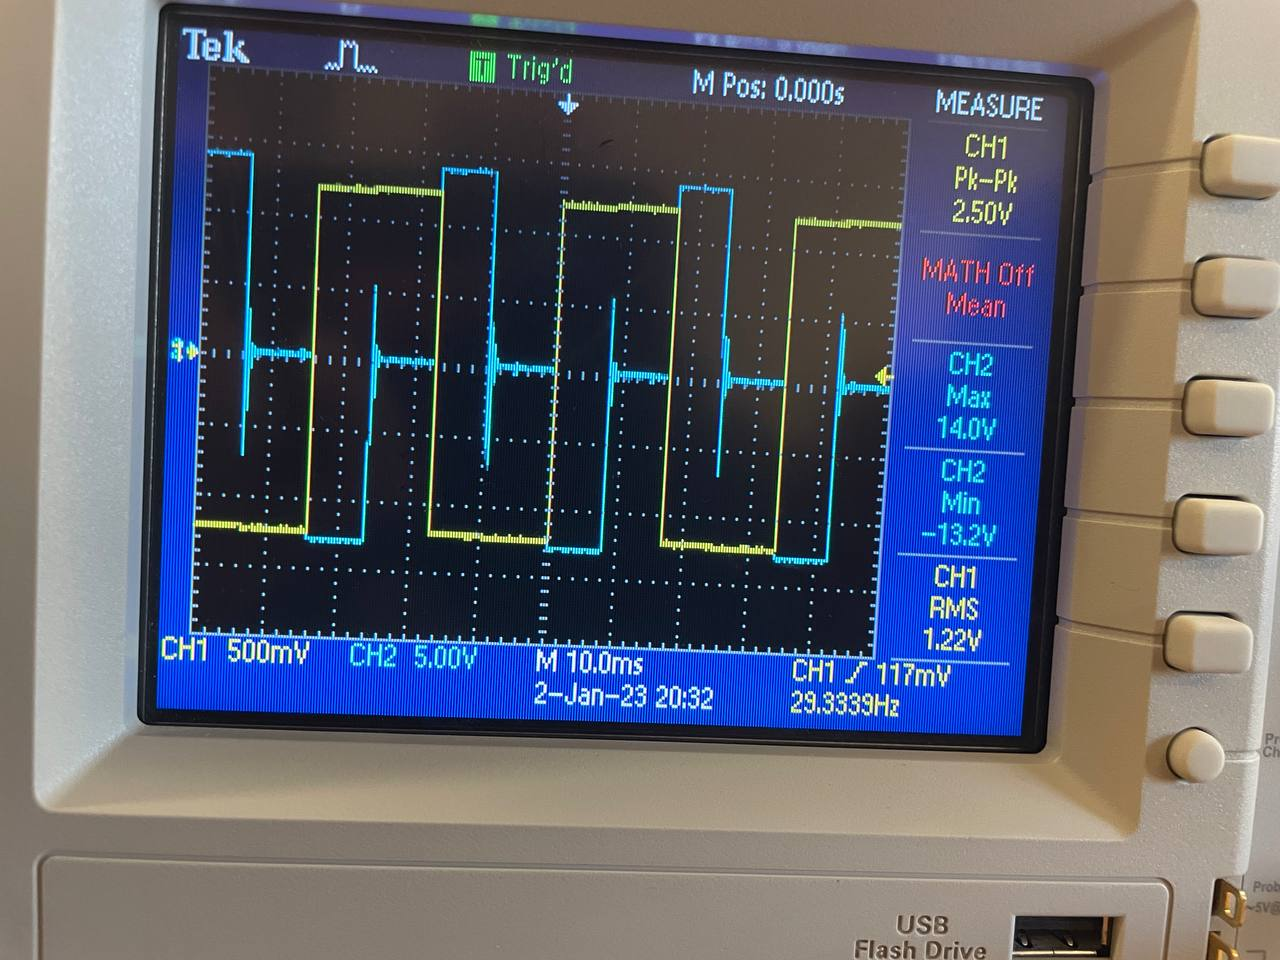 Tek
T Trig'd
M Pos: 0.000s
MEASURE
CH1
Pk-Pk
2.50V
MATH Off
Mean
CH2
Max
14.0V
CH2
Min
-13.2V
CH1
RMS
1.22V
CH1 500mV
CH2 5.00V
M 10.0ms
CH1 117mV
2-Jan-23 20:32
29.3339Hz
USB
Flash Drive